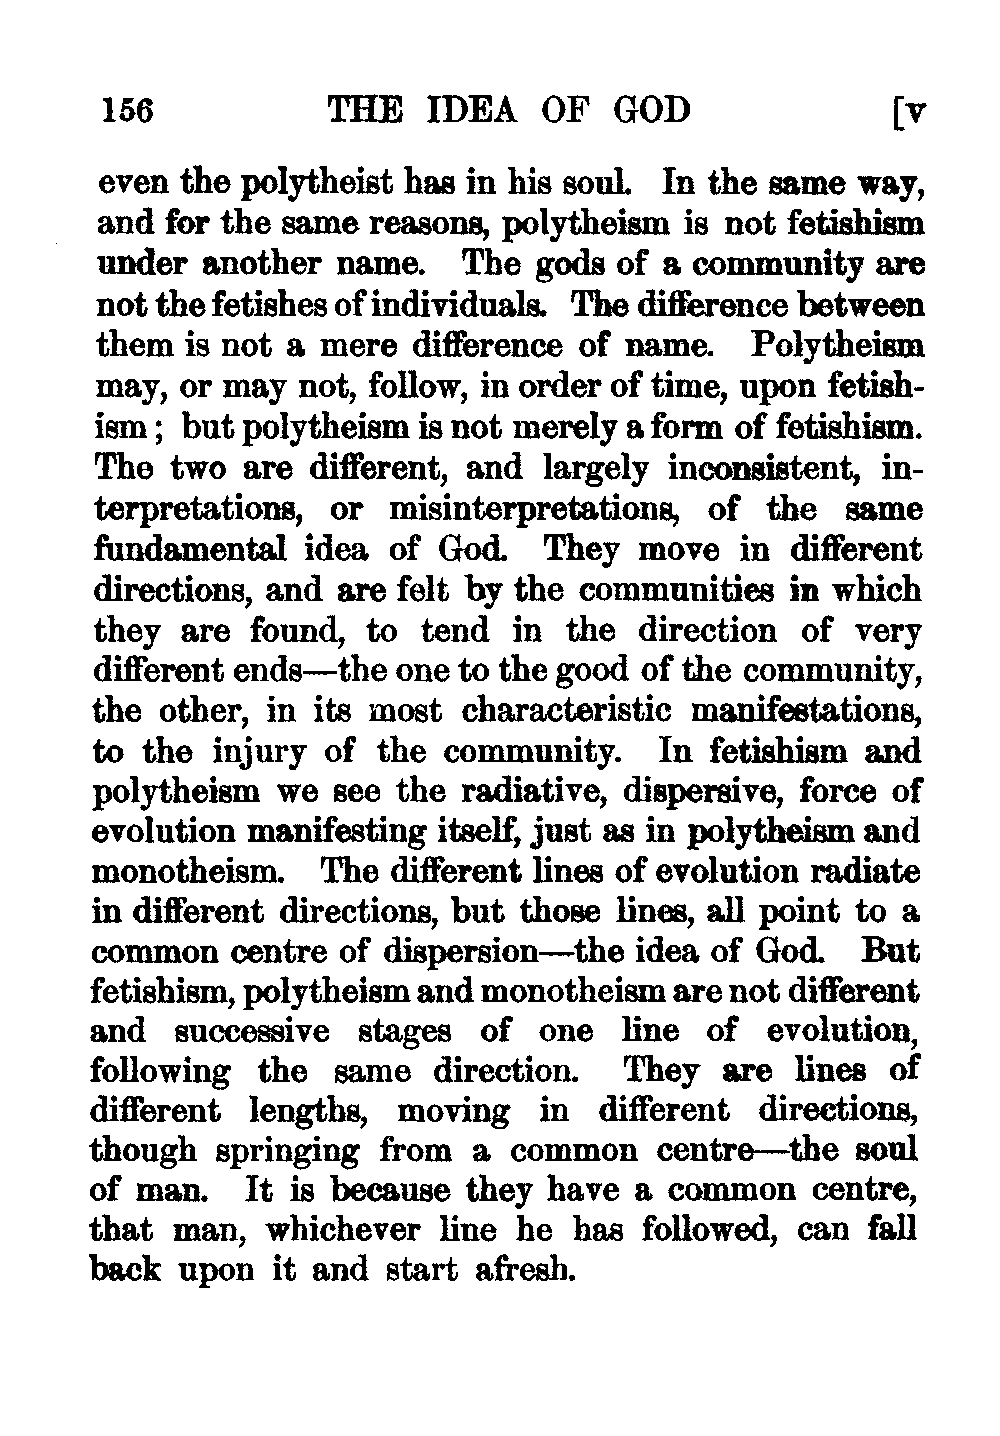 156 THE IDEA OF GOD [v
even the polytheist has in his soul. In the same way,
and for the same reasons, polytheism is not fetishism
under another name. The gods of a community are
not the fetishes of individuals. The difference between
them is not a mere difference of name. Polytheism
may, or may not, follow, in order of time, upon fetish-
ism; but polytheism is not merely a form of fetishism.
The two are different, and largely inconsistent, in-
terpretations, or misinterpretations, of the same
fundamental idea of God. They move in different
directions, and are felt by the communities in which
they are found, to tend in the direction of very
different ends—the one to the good of the community,
the other, in its most characteristic manifestations,
to the injury of the community. In fetishism and
polytheism we see the radiative, dispersive, force of
evolution manifesting itself, just as in polytheism and
monotheism. The different lines of evolution radiate
in different directions, but those lines, all point to a
common centre of dispersion—the idea of God. But
fetishism, polytheism and monotheism are not different
and successive stages of one line of evolution,
following the same direction. They are lines of
different lengths, moving in different directions,
though springing from a common centre—the soul
of man. It is because they have a common centre,
that man, whichever line he has followed, can fall
back upon it and start afresh.